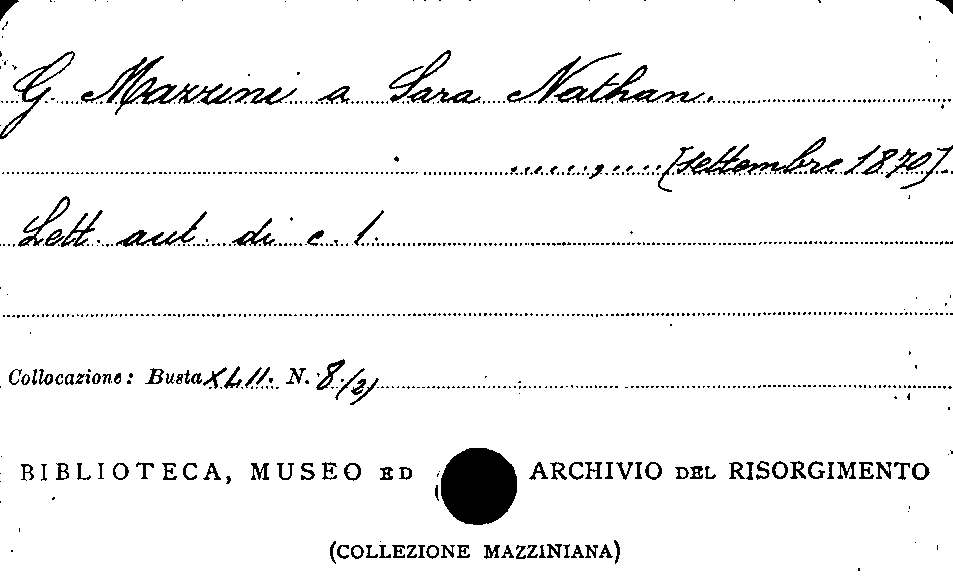 G. Mazzini a Sara Nathan.
......,.....[settembre 1870].
Lett. aut. di c. 1.
Collocazione: Busta XLII. N. 8/(2)
BIBLIOTECA, MUSEO ED ARCHIVIO DEL RISORGIMENTO
(COLLEZIONE MAZZINIANA)